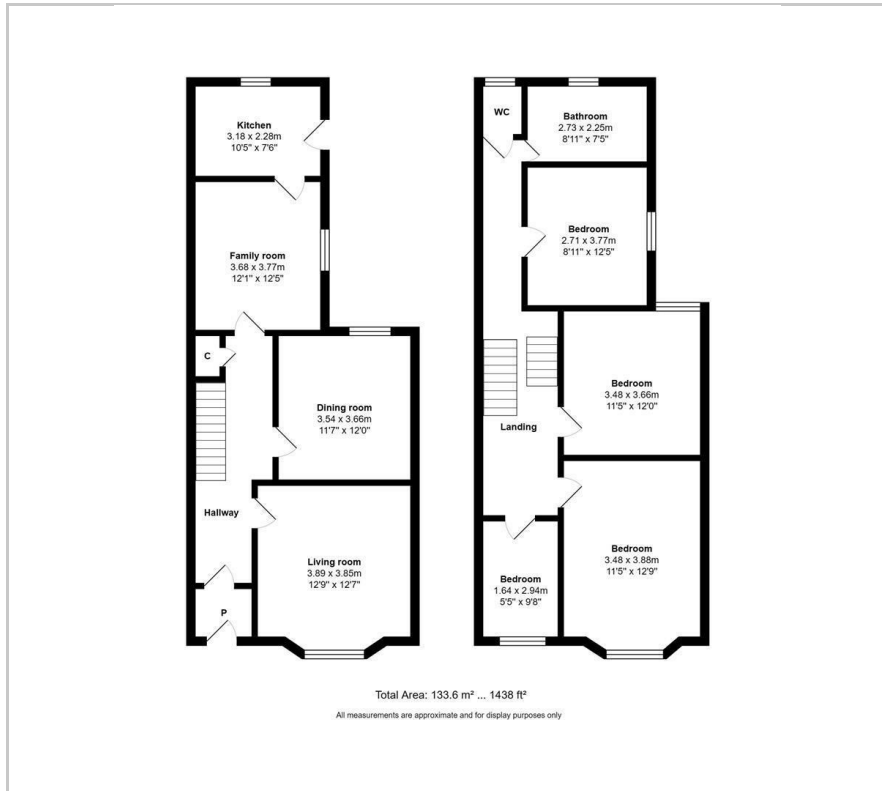 Kitchen
3.18 x 2.28m
10'5" x 7'6"
Family room
3.68 x 3.77m
12'1" x 12'5"
C
Dining room
3.54 x 3.66m
11'7" x 12'0"
Hallway
Living room
3.89 x 3.85m
12'9" x 12'7"
P
WC
Bathroom
2.73 x 2.25m
8'11" x 7'5"
Bedroom
2.71 x 3.77m
8'11" x 12'5"
Bedroom
3.48 x 3.66m
11'5" x 12'0"
Landing
Bedroom
3.48 x 3.88m
11'5" x 12'9"
Bedroom
1.64 x 2.94m
5'5" x 9'8"
Total Area: 133.6 m² ... 1438 ft²
All measurements are approximate and for display purposes only